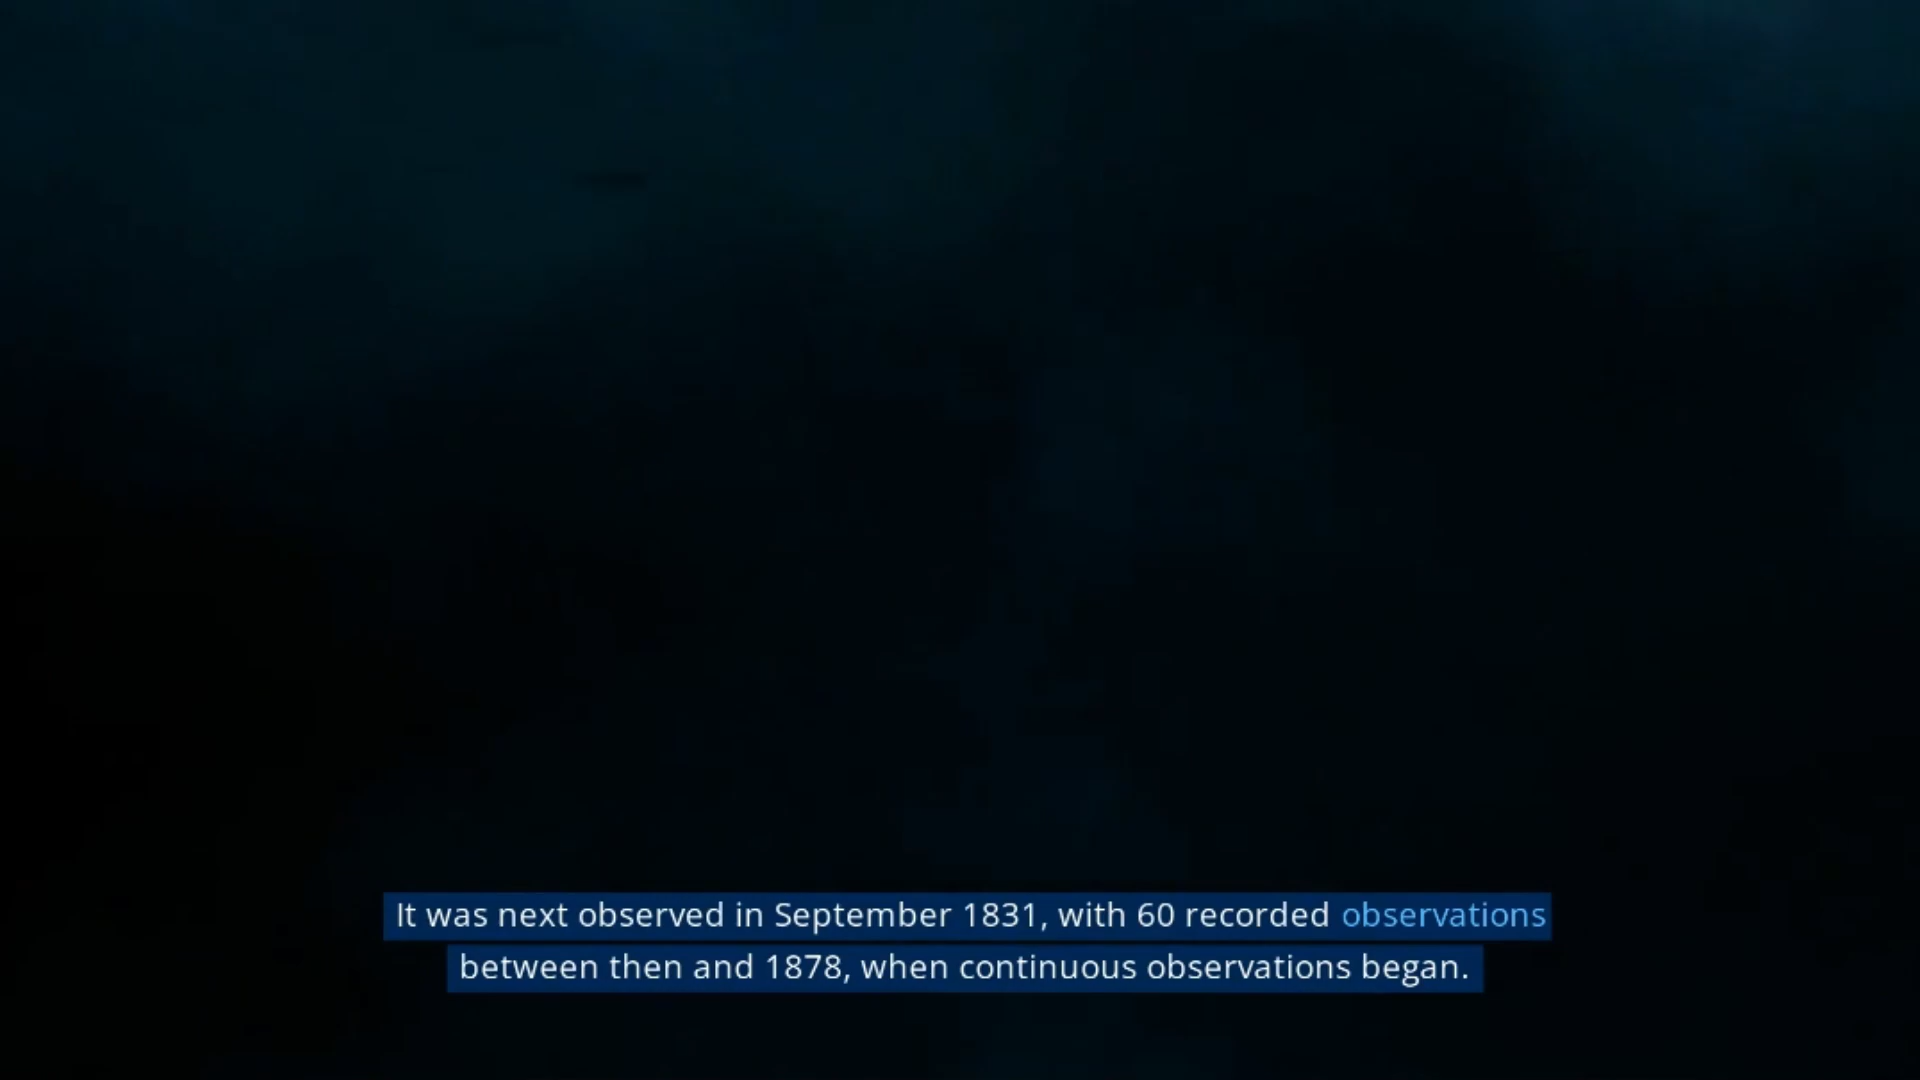 It was next observed in September 1831, with 60 recorded observations
between then and 1878, when continuous observations began.